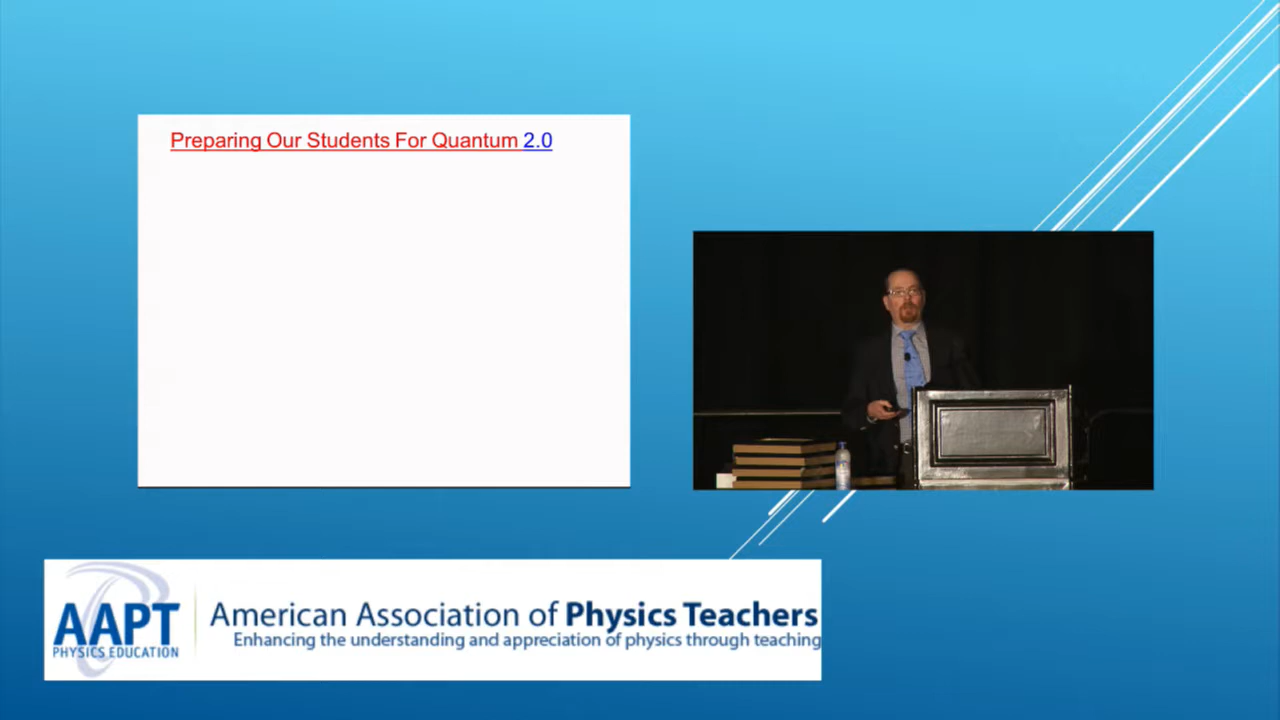 Preparing Our Students For Quantum 2.0
AAPT
PHYSICS EDUCATION
American Association of Physics Teachers
Enhancing the understanding and appreciation of physics through teaching